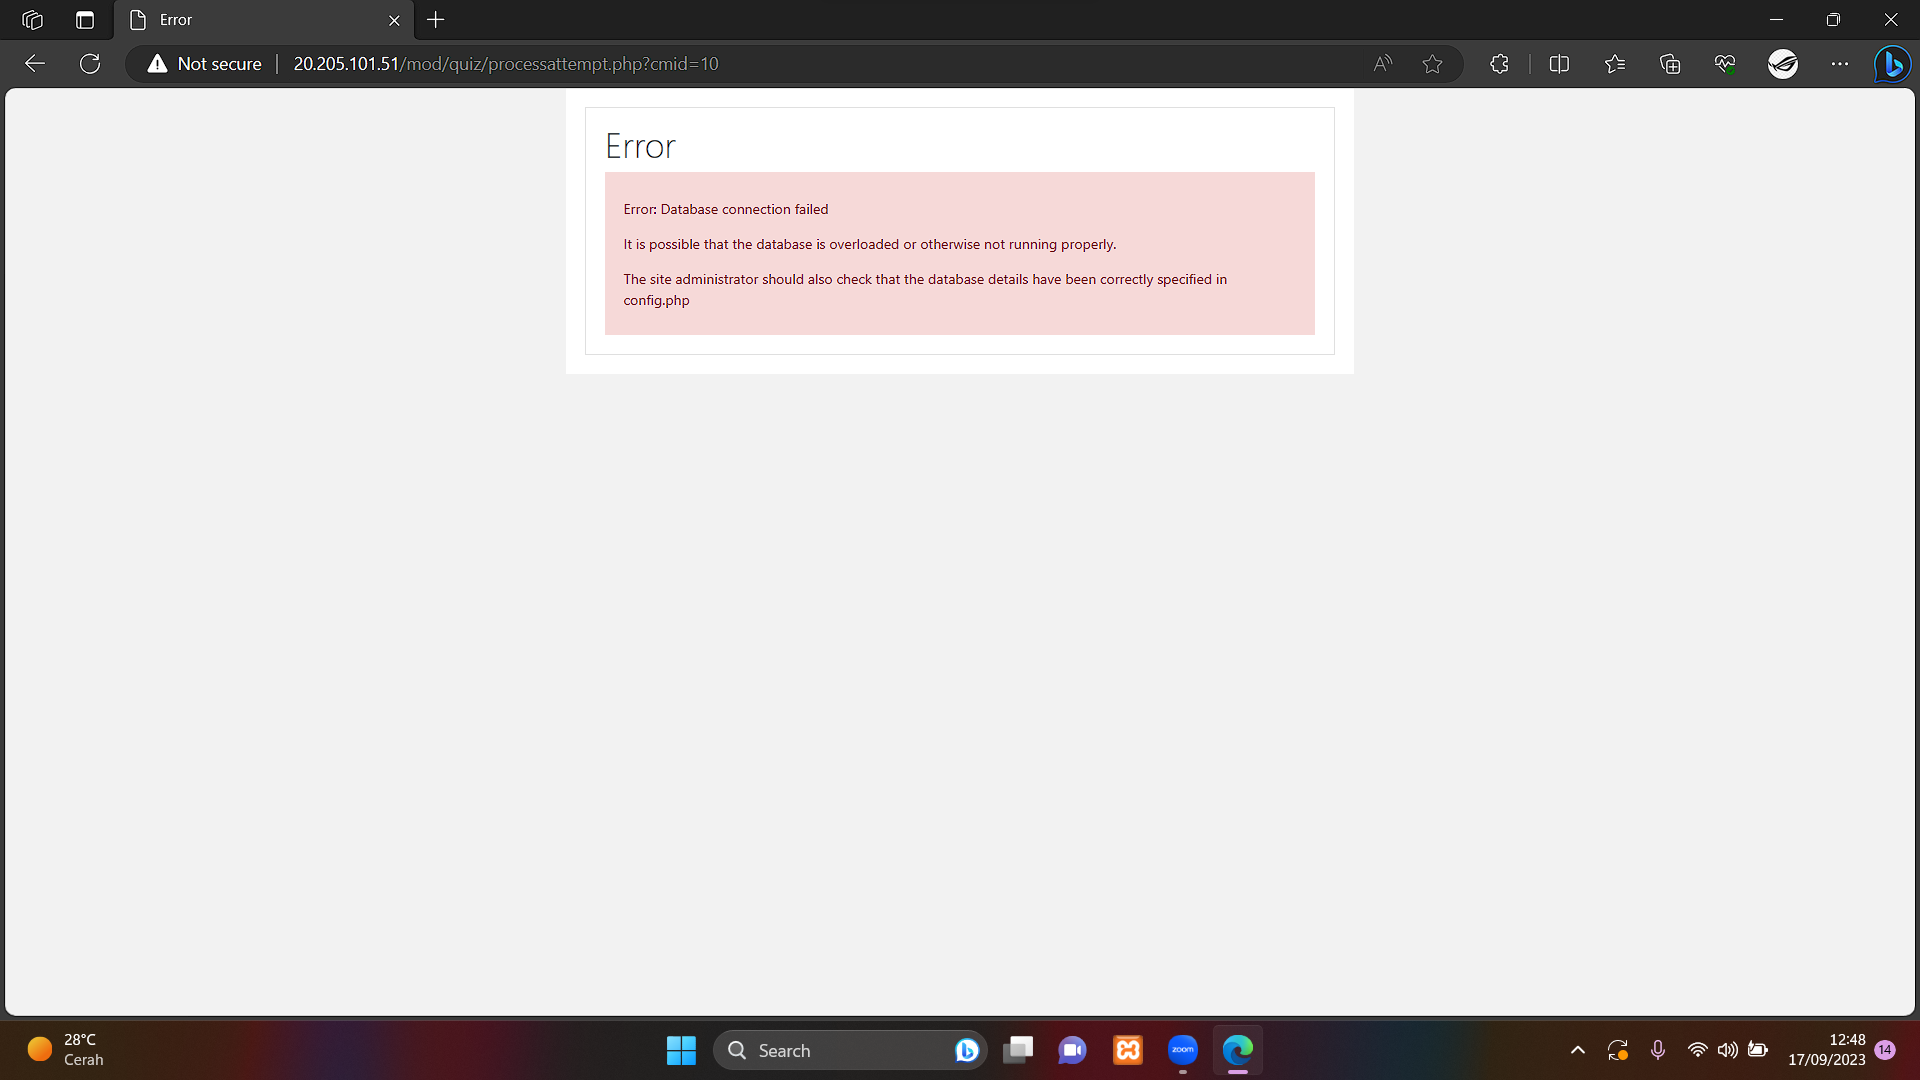 Error
Not secure
20.205.101.51/mod/quiz/processattempt.php?cmid=10
Error
Error: Database connection failed
It is possible that the database is overloaded or otherwise not running properly.
The site administrator should also check that the database details have been correctly specified in
config.php
28°C
Cerah
Search
zoom
12:48
17/09/2023
14